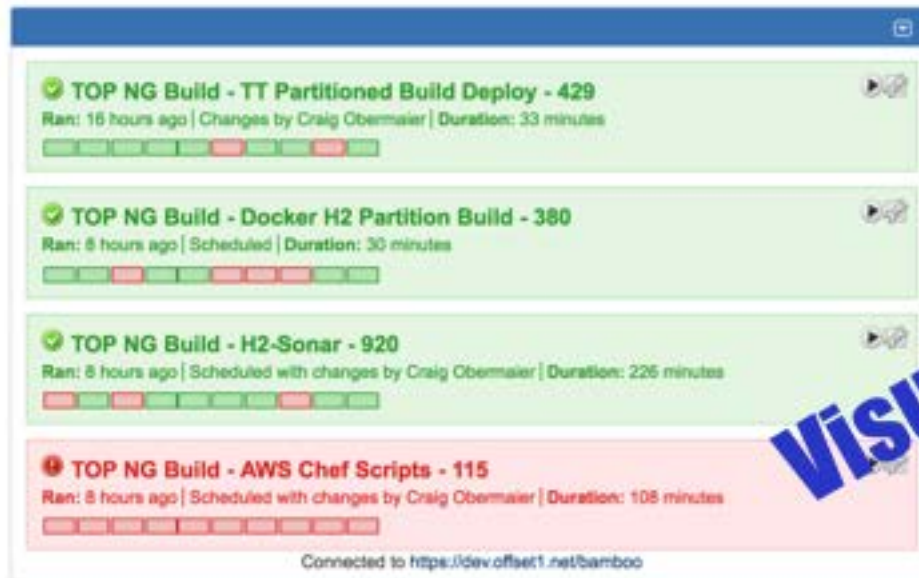 TOP NG Build - TT Partitioned Build Deploy - 429
Ran: 16 hours ago | Changes by Craig Obermaier | Duration: 33 minutes
TOP NG Build - Docker H2 Partition Build - 380
Ran: 8 hours ago | Scheduled | Duration: 30 minutes
TOP NG Build - H2-Sonar - 920
Ran: 8 hours ago | Scheduled with changes by Craig Obermaier | Duration: 226 minutes
TOP NG Build - AWS Chef Scripts - 115
Ran: 8 hours ago | Scheduled with changes by Craig Obermaier | Duration: 108 minutes
Connected to https://dev.offset1.net/bamboo